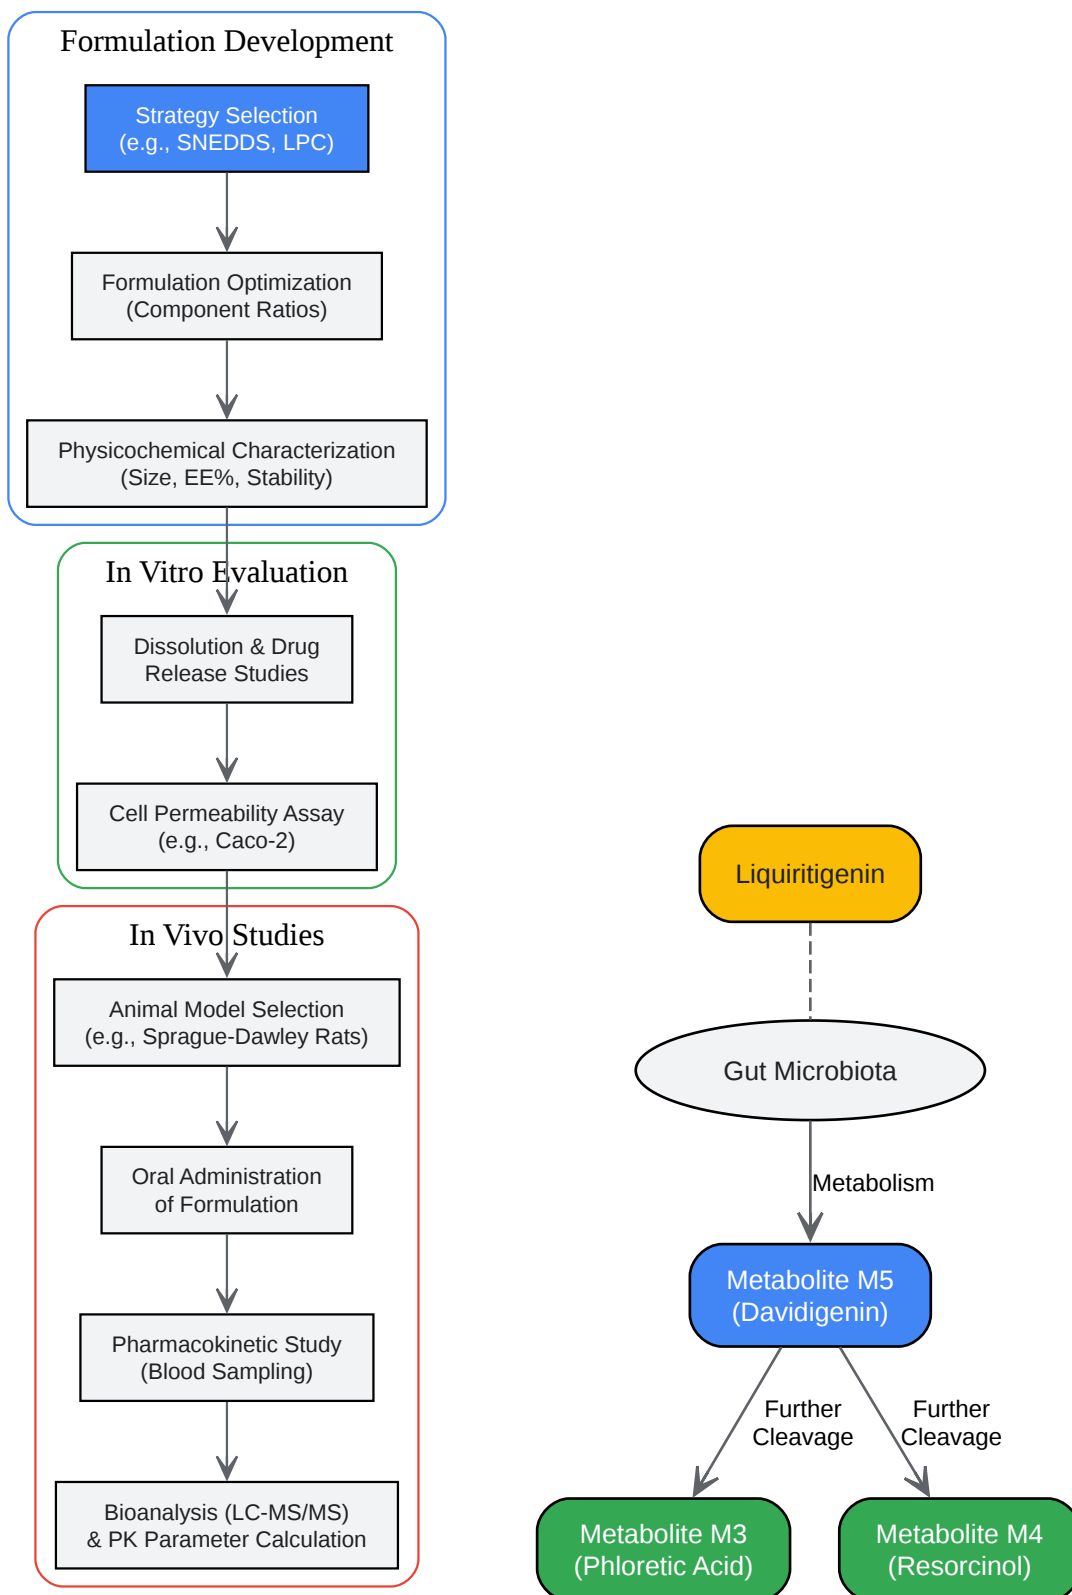 Formulation Development
Strategy Selection
(e.g., SNEDDS, LPC)
Formulation Optimization
(Component Ratios)
Physicochemical Characterization
(Size, EE%, Stability)
In Vitro Evaluation
Dissolution & Drug
Release Studies
Cell Permeability Assay
(e.g., Caco-2)
In Vivo Studies
Animal Model Selection
(e.g., Sprague-Dawley Rats)
Oral Administration
of Formulation
Pharmacokinetic Study
(Blood Sampling)
Bioanalysis (LC-MS/MS)
& PK Parameter Calculation
Liquiritigenin
Gut Microbiota
Metabolism
Metabolite M5
(Davidigenin)
Further
Cleavage
Further
Cleavage
Metabolite M3
(Phloretic Acid)
Metabolite M4
(Resorcinol)